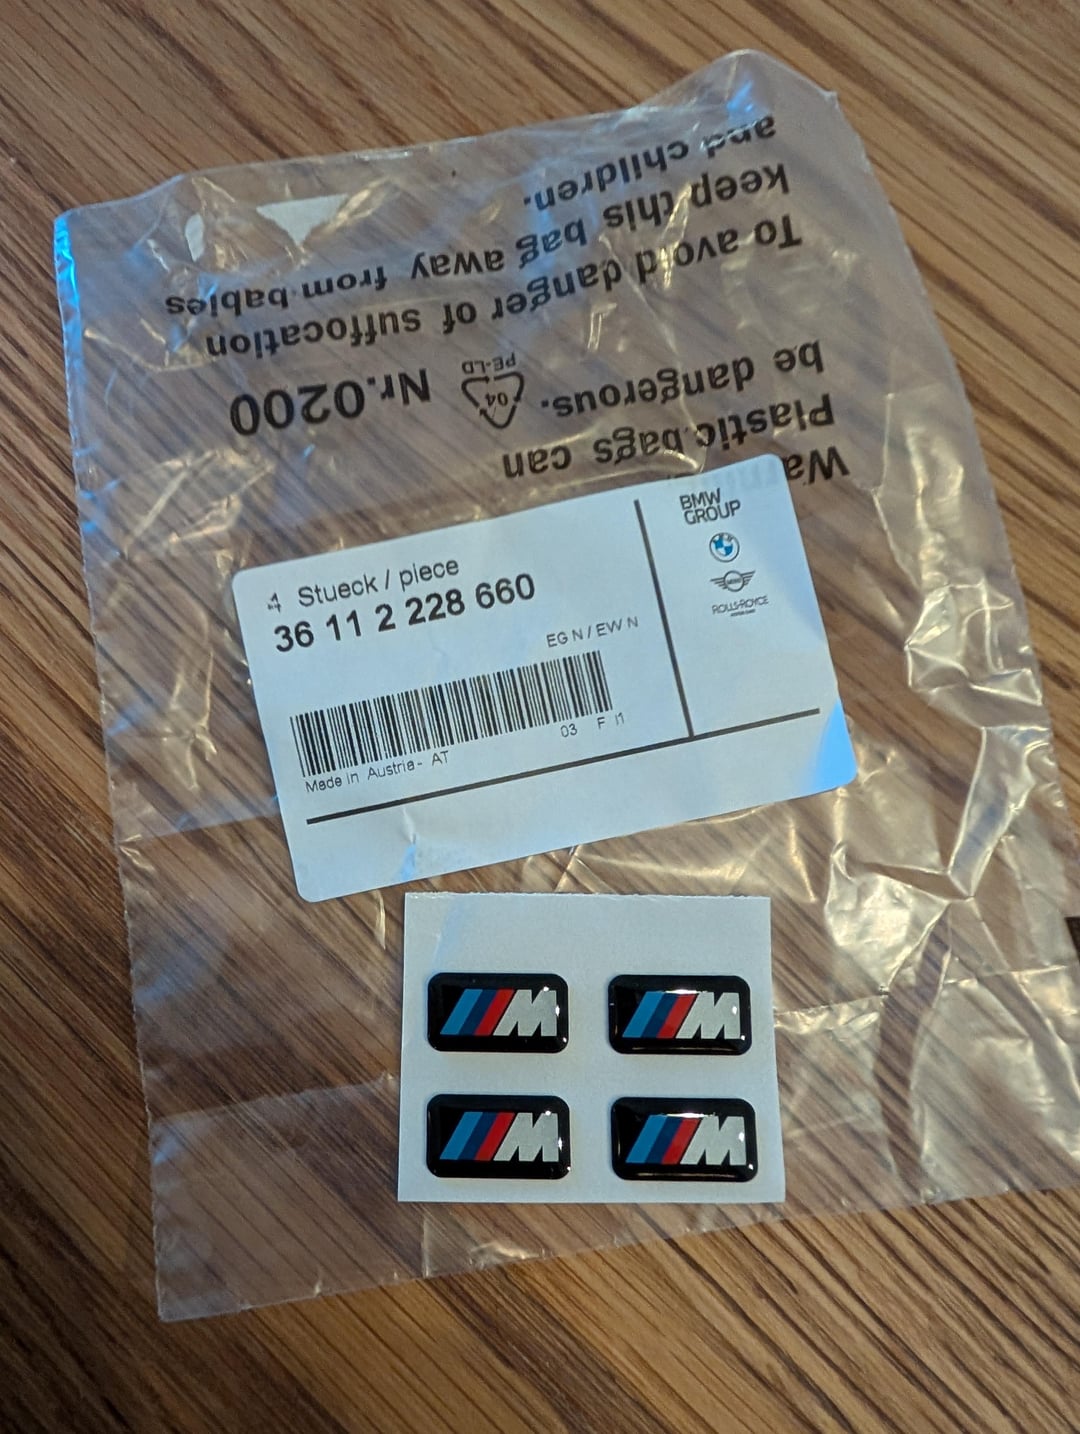 Warning
Plastic bags can
be dangerous.
To avoid danger of suffocation
keep this bag away from babies
and children.
04
PE-LD
Nr.0200
4 Stueck / piece
36 11 2 228 660
EG N / EW N
03 F I1
Made in Austria- AT
BMW
GROUP
BMW
MINI
ROLLS-ROYCE
M
M
M
M